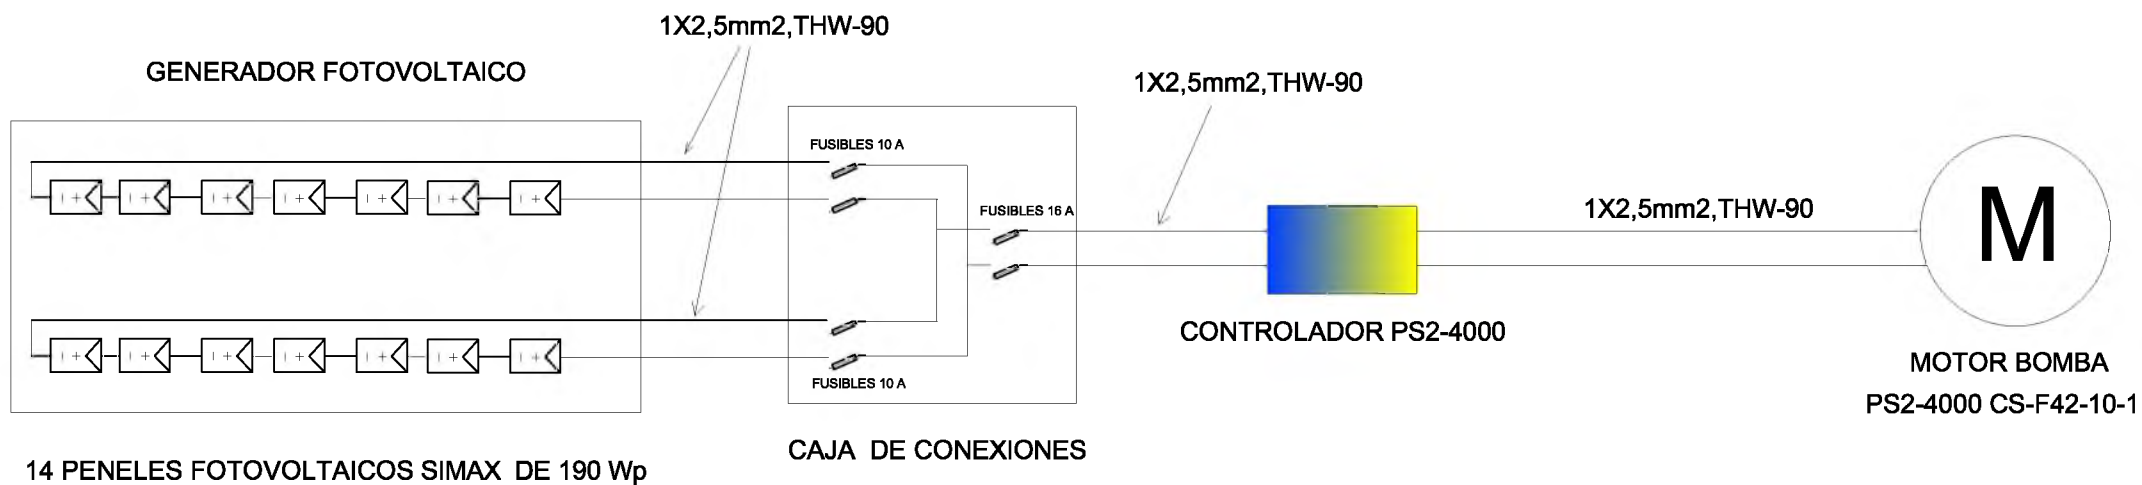 1X2,5mm2,THW-90
GENERADOR FOTOVOLTAICO
1X2,5mm2,THW-90
FUSIBLES 10 A
FUSIBLES 16 A
1X2,5mm2,THW-90
M
FUSIBLES 10 A
CONTROLADOR PS2-4000
MOTOR BOMBA
PS2-4000 CS-F42-10-1
CAJA DE CONEXIONES
14 PENELES FOTOVOLTAICOS SIMAX DE 190 Wp